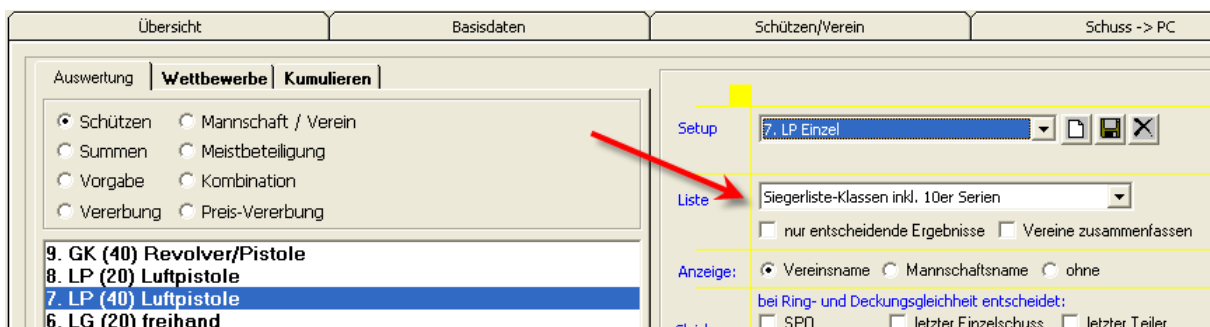 Übersicht Basisdaten Schützen/Verein Schuss -> PC
Auswertung Wettbewerbe Kumulieren
Schützen Mannschaft / Verein
Summen Meistbeteiligung
Vorgabe Kombination
Vererbung Preis-Vererbung
9. GK (40) Revolver/Pistole
8. LP (20) Luftpistole
7. LP (40) Luftpistole
6. LG (20) freihand
Setup 7. LP Einzel
Liste Siegerliste-Klassen inkl. 10er Serien
nur entscheidende Ergebnisse Vereine zusammenfassen
Anzeige: Vereinsname Mannschaftsname ohne
bei Ring- und Deckungsgleichheit entscheidet:
SPO letzter Einzelschuss letzter Teiler